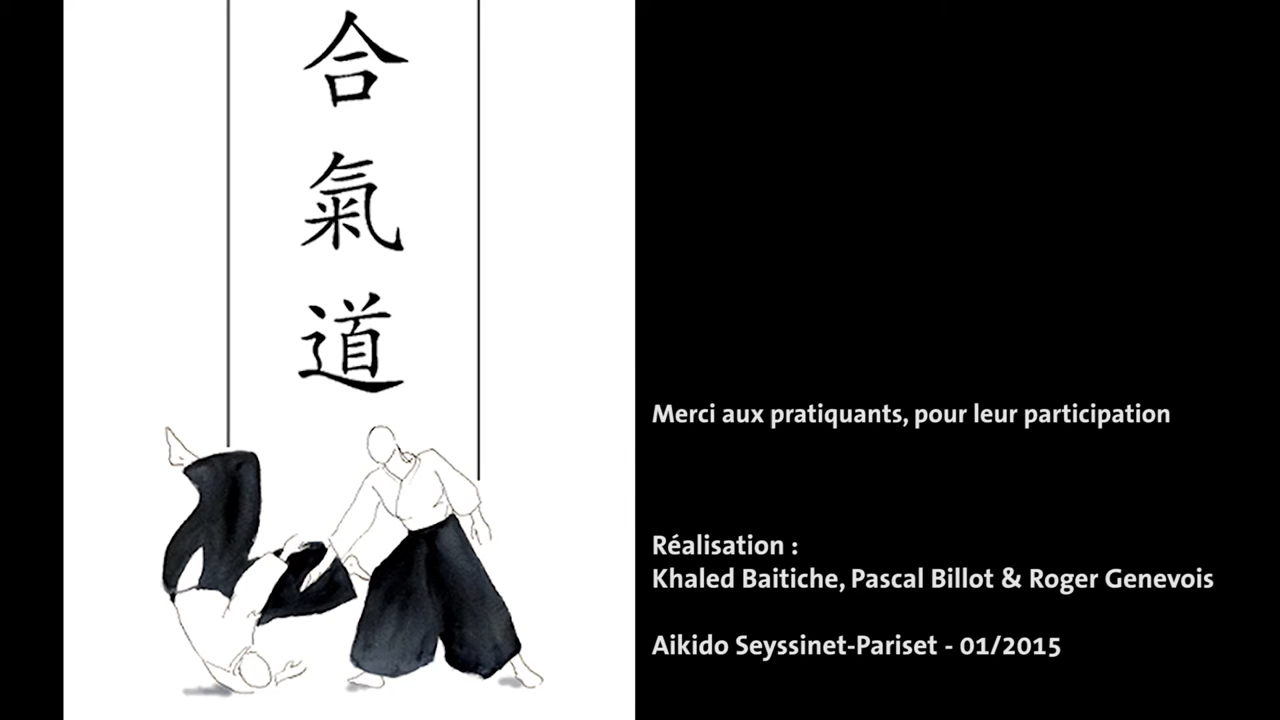 合
氣
道
Merci aux pratiquants, pour leur participation
Réalisation :
Khaled Baitiche, Pascal Billot & Roger Genevois
Aikido Seyssinet-Pariset - 01/2015